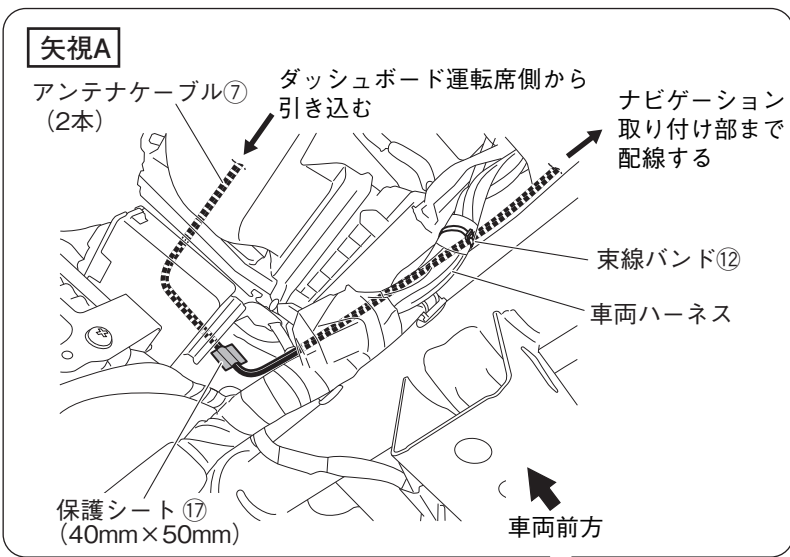 矢視A
アンテナケーブル⑦
（2本）
ダッシュボード運転席側から
引き込む
ナビゲーション
取り付け部まで
配線する
束線バンド⑫
車両ハーネス
保護シート⑰
（40mm×50mm）
車両前方